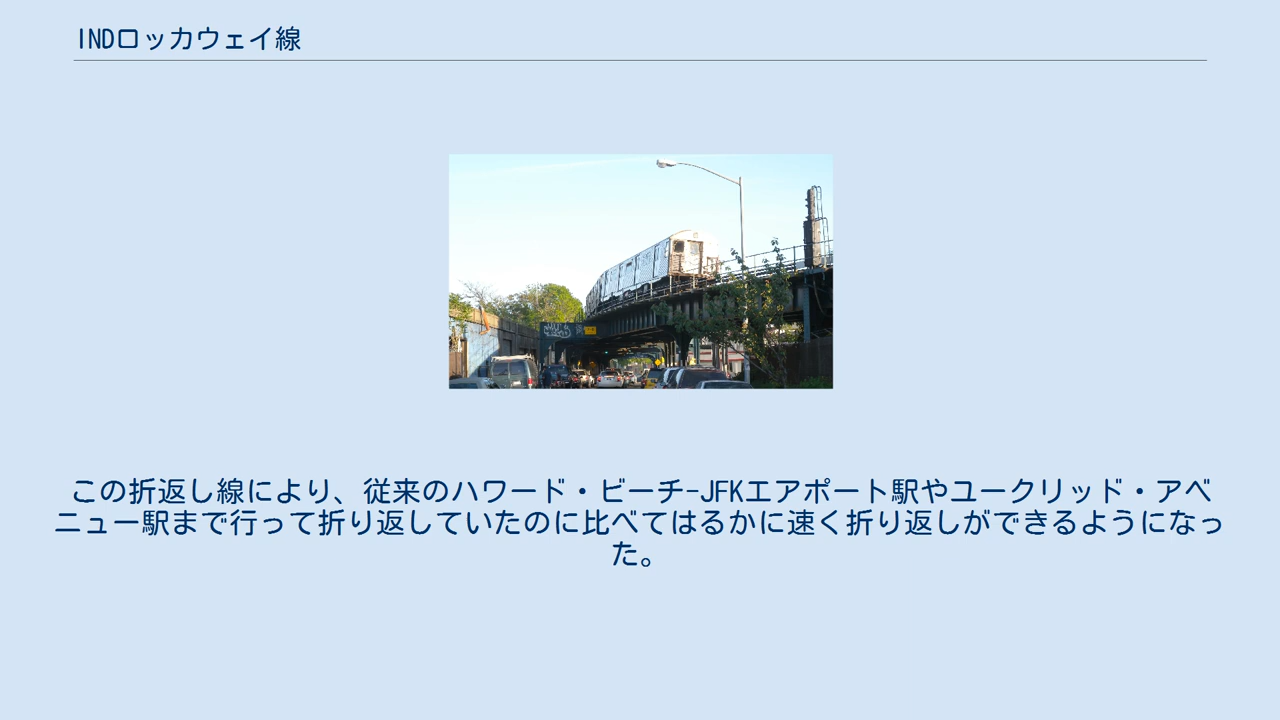 INDロッカウェイ線
この折返し線により、従来のハワード・ビーチ-JFKエアポート駅やユークリッド・アベ
ニュー駅まで行って折り返していたのに比べてはるかに速く折り返しができるようになっ
た。